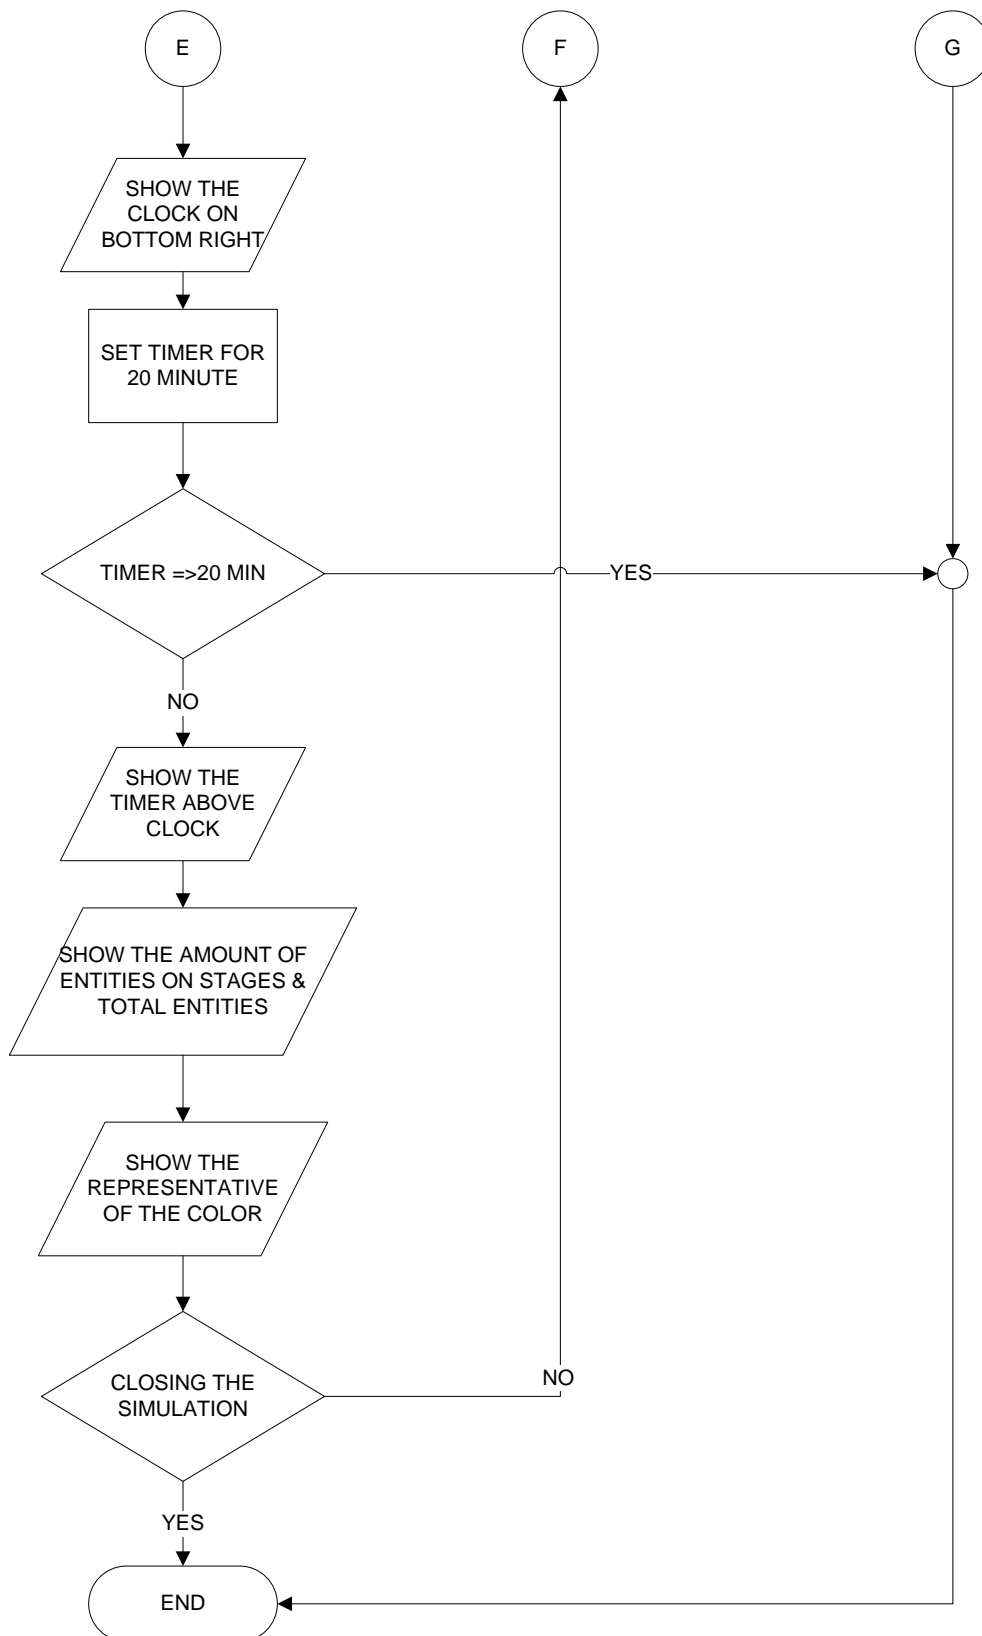 E
F
G
SHOW THE
CLOCK ON
BOTTOM RIGHT
SET TIMER FOR
20 MINUTE
TIMER =>20 MIN
YES
NO
SHOW THE
TIMER ABOVE
CLOCK
SHOW THE AMOUNT OF
ENTITIES ON STAGES &
TOTAL ENTITIES
SHOW THE
REPRESENTATIVE
OF THE COLOR
CLOSING THE
SIMULATION
NO
YES
END